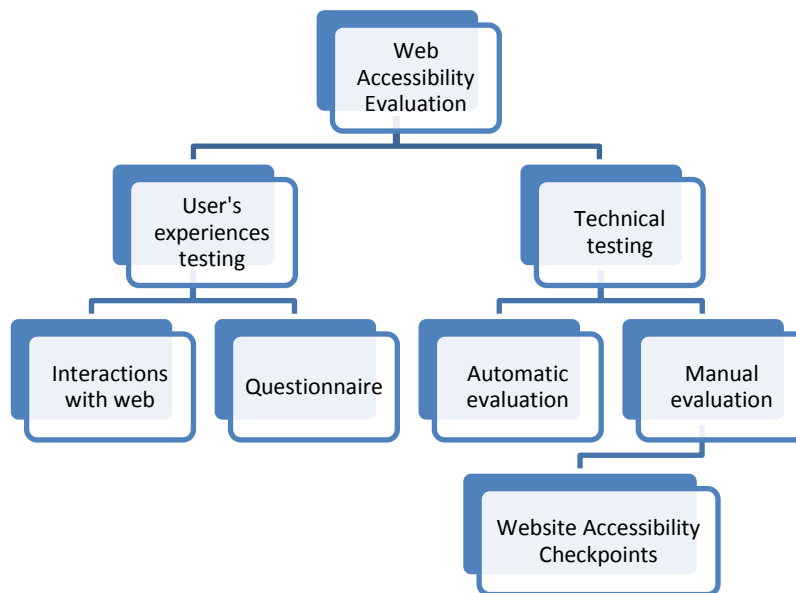 Web
Accessibility
Evaluation
User's
experiences
testing
Technical
testing
Interactions
with web
Questionnaire
Automatic
evaluation
Manual
evaluation
Website Accessibility
Checkpoints